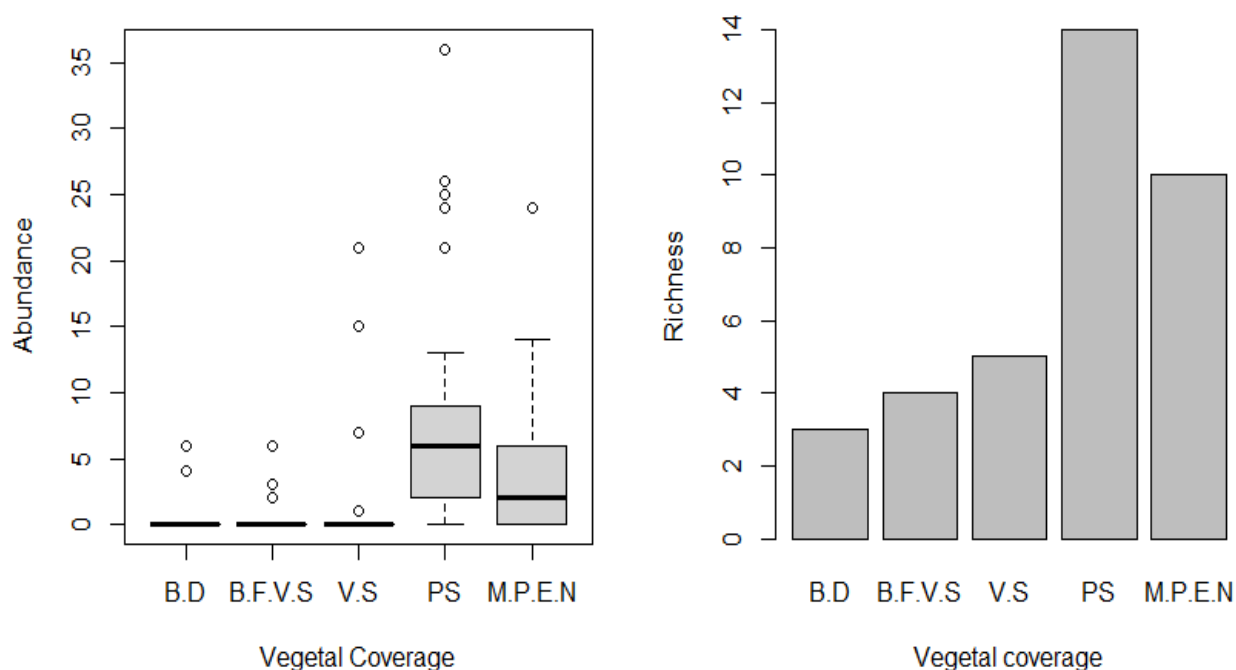 Abundance
35
30
25
20
15
10
5
0
B.D B.F.V.S V.S PS M.P.E.N
Vegetal Coverage
Richness
14
12
10
8
6
4
2
0
B.D B.F.V.S V.S PS M.P.E.N
Vegetal coverage